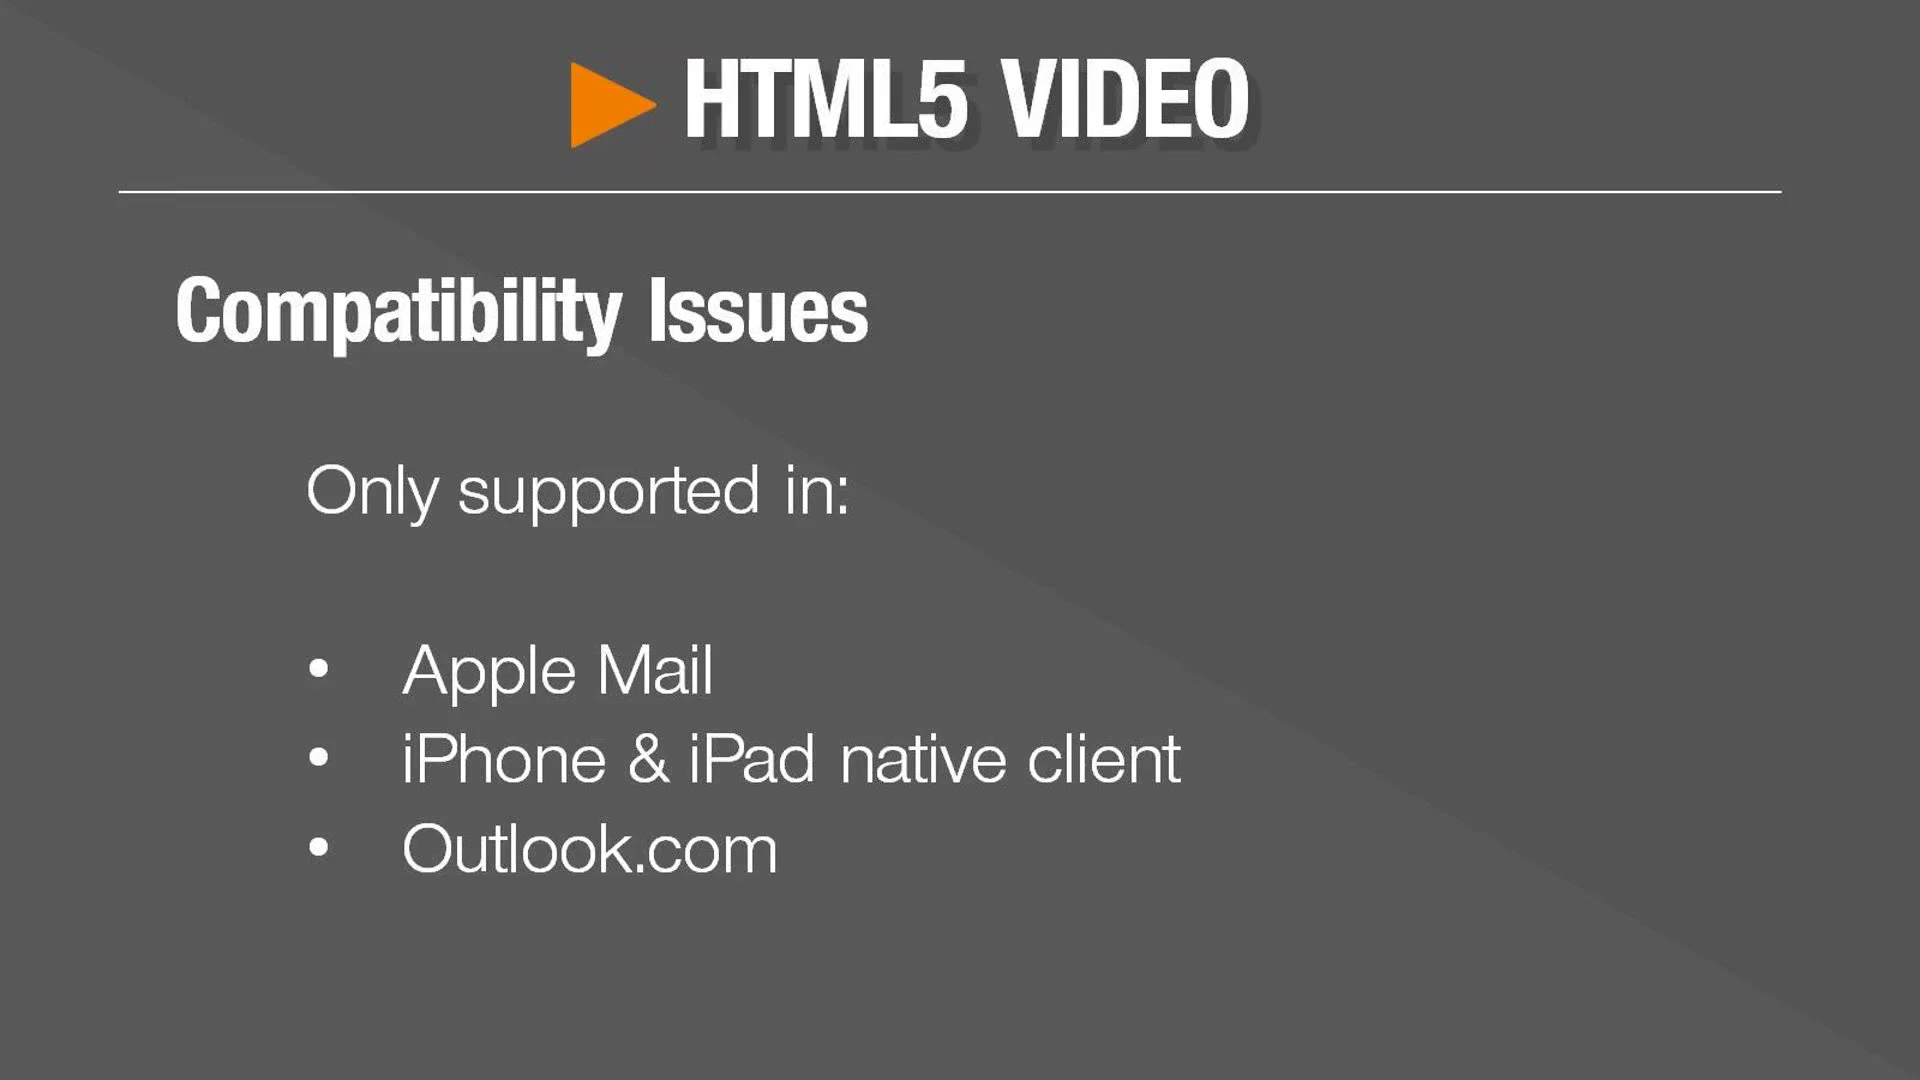 HTML5 VIDEO
Compatibility Issues
Only supported in:
• Apple Mail
• iPhone & iPad native client
• Outlook.com